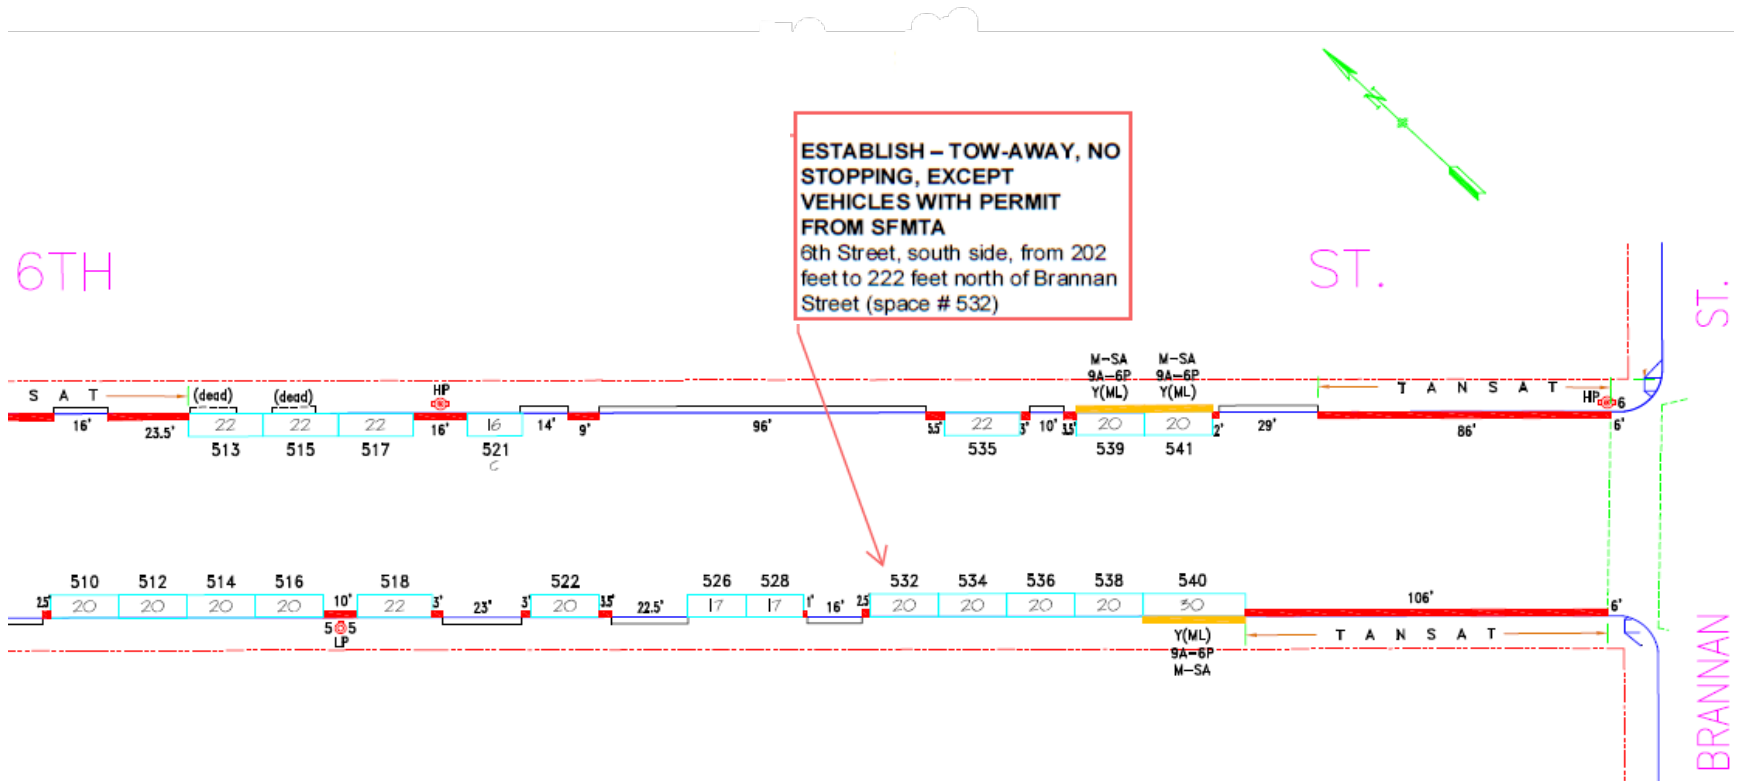 N
ESTABLISH – TOW-AWAY, NO
STOPPING, EXCEPT
VEHICLES WITH PERMIT
FROM SFMTA
6th Street, south side, from 202
feet to 222 feet north of Brannan
Street (space # 532)
6TH ST. ST.
M-SA M-SA
9A-6P 9A-6P
Y(ML) Y(ML)
S A T (dead) (dead) HP T A N S A T HP 6
16' 23.5' 22 22 22 16' 16 14' 9' 96' 5.5' 22 3' 10' 3.5' 20 20 2' 29' 86' 6'
513 515 517 521 535 539 541
C
510 512 514 516 518 522 526 528 532 534 536 538 540
2.5' 20 20 20 20 10' 22 3' 23" 3' 20 3.5' 22.5' 17 17 1' 16' 2.5 20 20 20 20 30 106' 6'
5 5
LP
Y(ML) T A N S A T
9A-6P
M-SA
BRANNAN